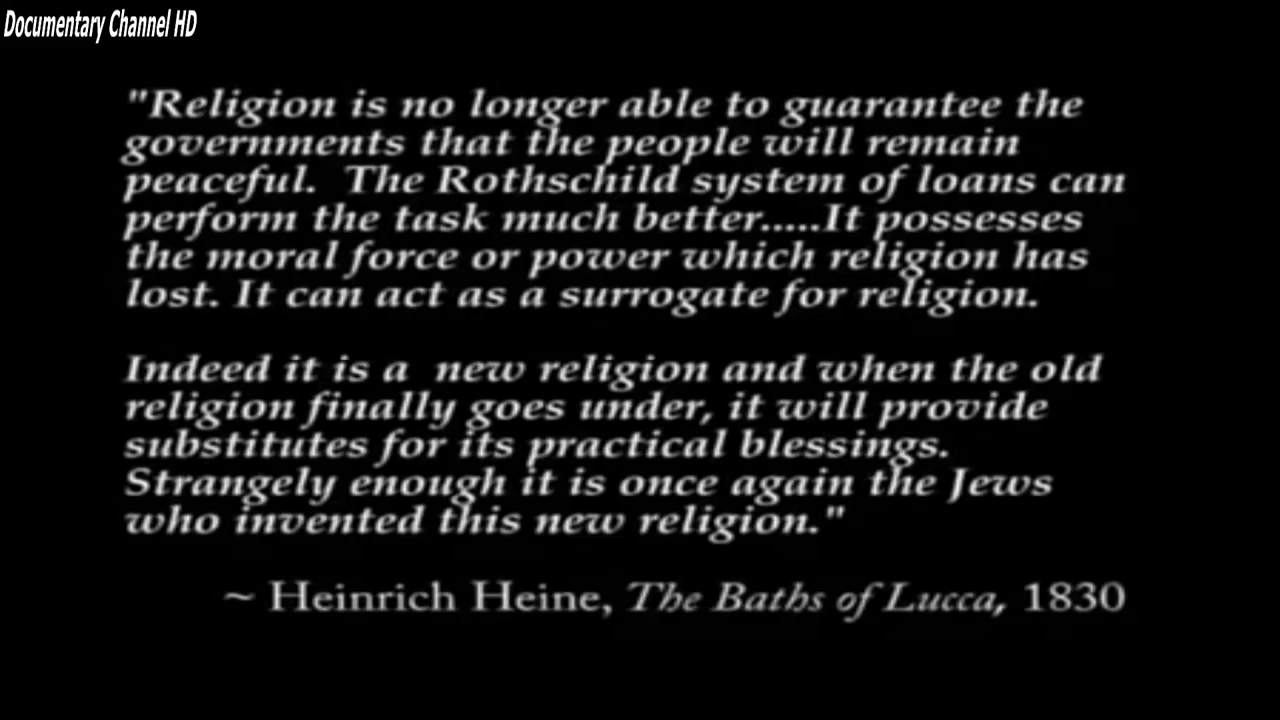 Documentary Channel HD
"Religion is no longer able to guarantee the
governments that the people will remain
peaceful.  The Rothschild system of loans can
perform the task much better.....It possesses
the moral force or power which religion has
lost. It can act as a surrogate for religion.
Indeed it is a  new religion and when the old
religion finally goes under, it will provide
substitutes for its practical blessings.
Strangely enough it is once again the Jews
who invented this new religion."
~ Heinrich Heine, The Baths of Lucca, 1830